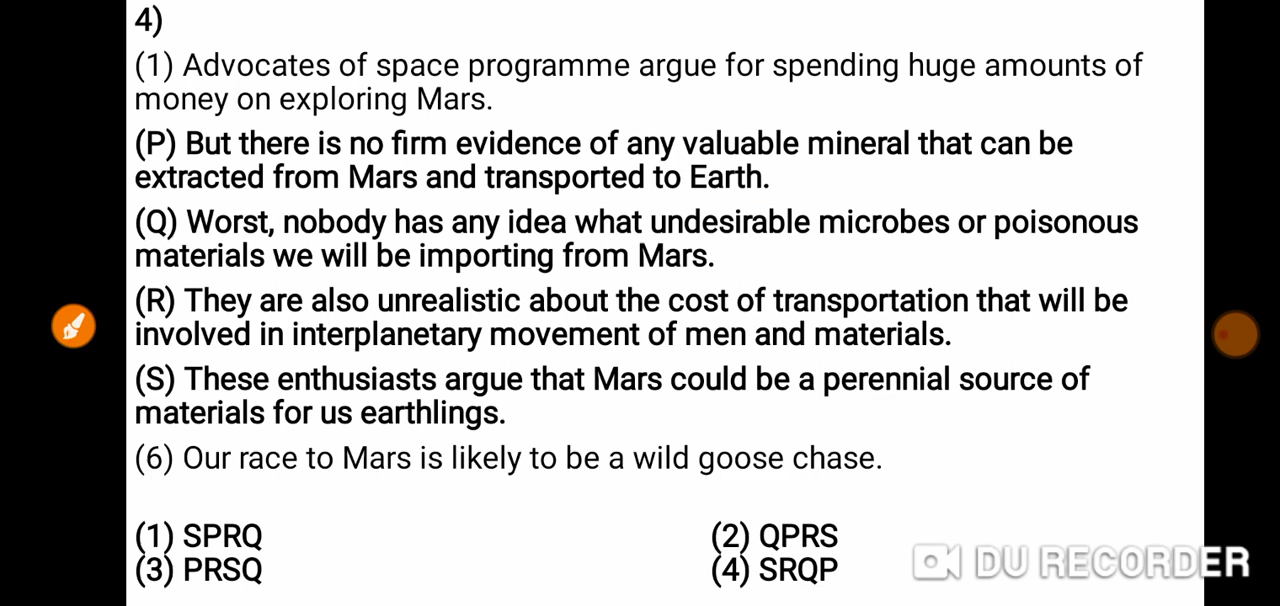 4)
(1) Advocates of space programme argue for spending huge amounts of
money on exploring Mars.
(P) But there is no firm evidence of any valuable mineral that can be
extracted from Mars and transported to Earth.
(Q) Worst, nobody has any idea what undesirable microbes or poisonous
materials we will be importing from Mars.
(R) They are also unrealistic about the cost of transportation that will be
involved in interplanetary movement of men and materials.
(S) These enthusiasts argue that Mars could be a perennial source of
materials for us earthlings.
(6) Our race to Mars is likely to be a wild goose chase.
(1) SPRQ (2) QPRS
(3) PRSQ (4) SRQP
DU RECORDER